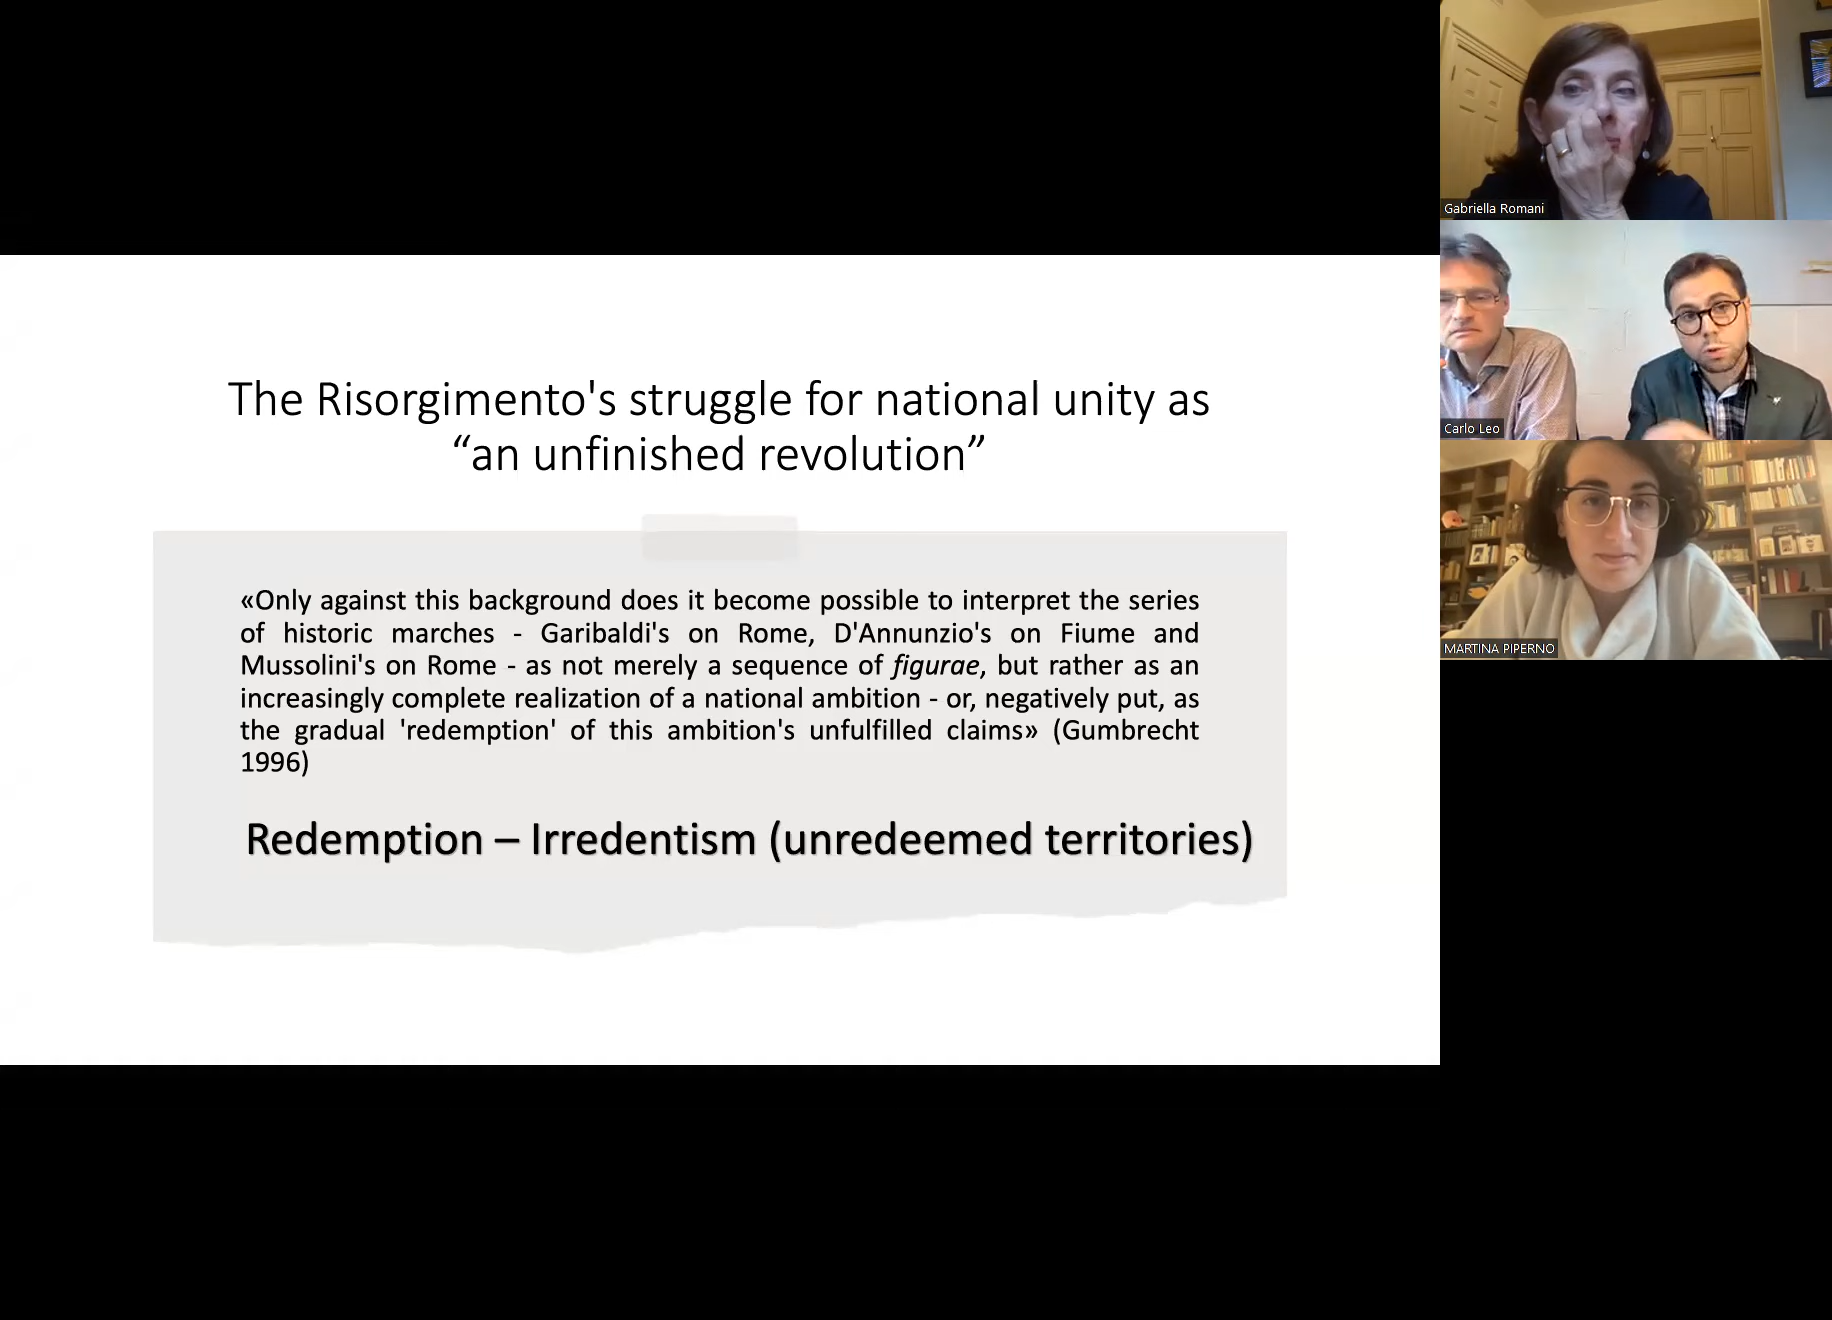 The Risorgimento's struggle for national unity as
“an unfinished revolution”
«Only against this background does it become possible to interpret the series
of historic marches - Garibaldi's on Rome, D'Annunzio's on Fiume and
Mussolini's on Rome - as not merely a sequence of figurae, but rather as an
increasingly complete realization of a national ambition - or, negatively put, as
the gradual 'redemption' of this ambition's unfulfilled claims» (Gumbrecht
1996)
Redemption – Irredentism (unredeemed territories)
Gabriella Romani
Carlo Leo
MARTINA PIPERNO